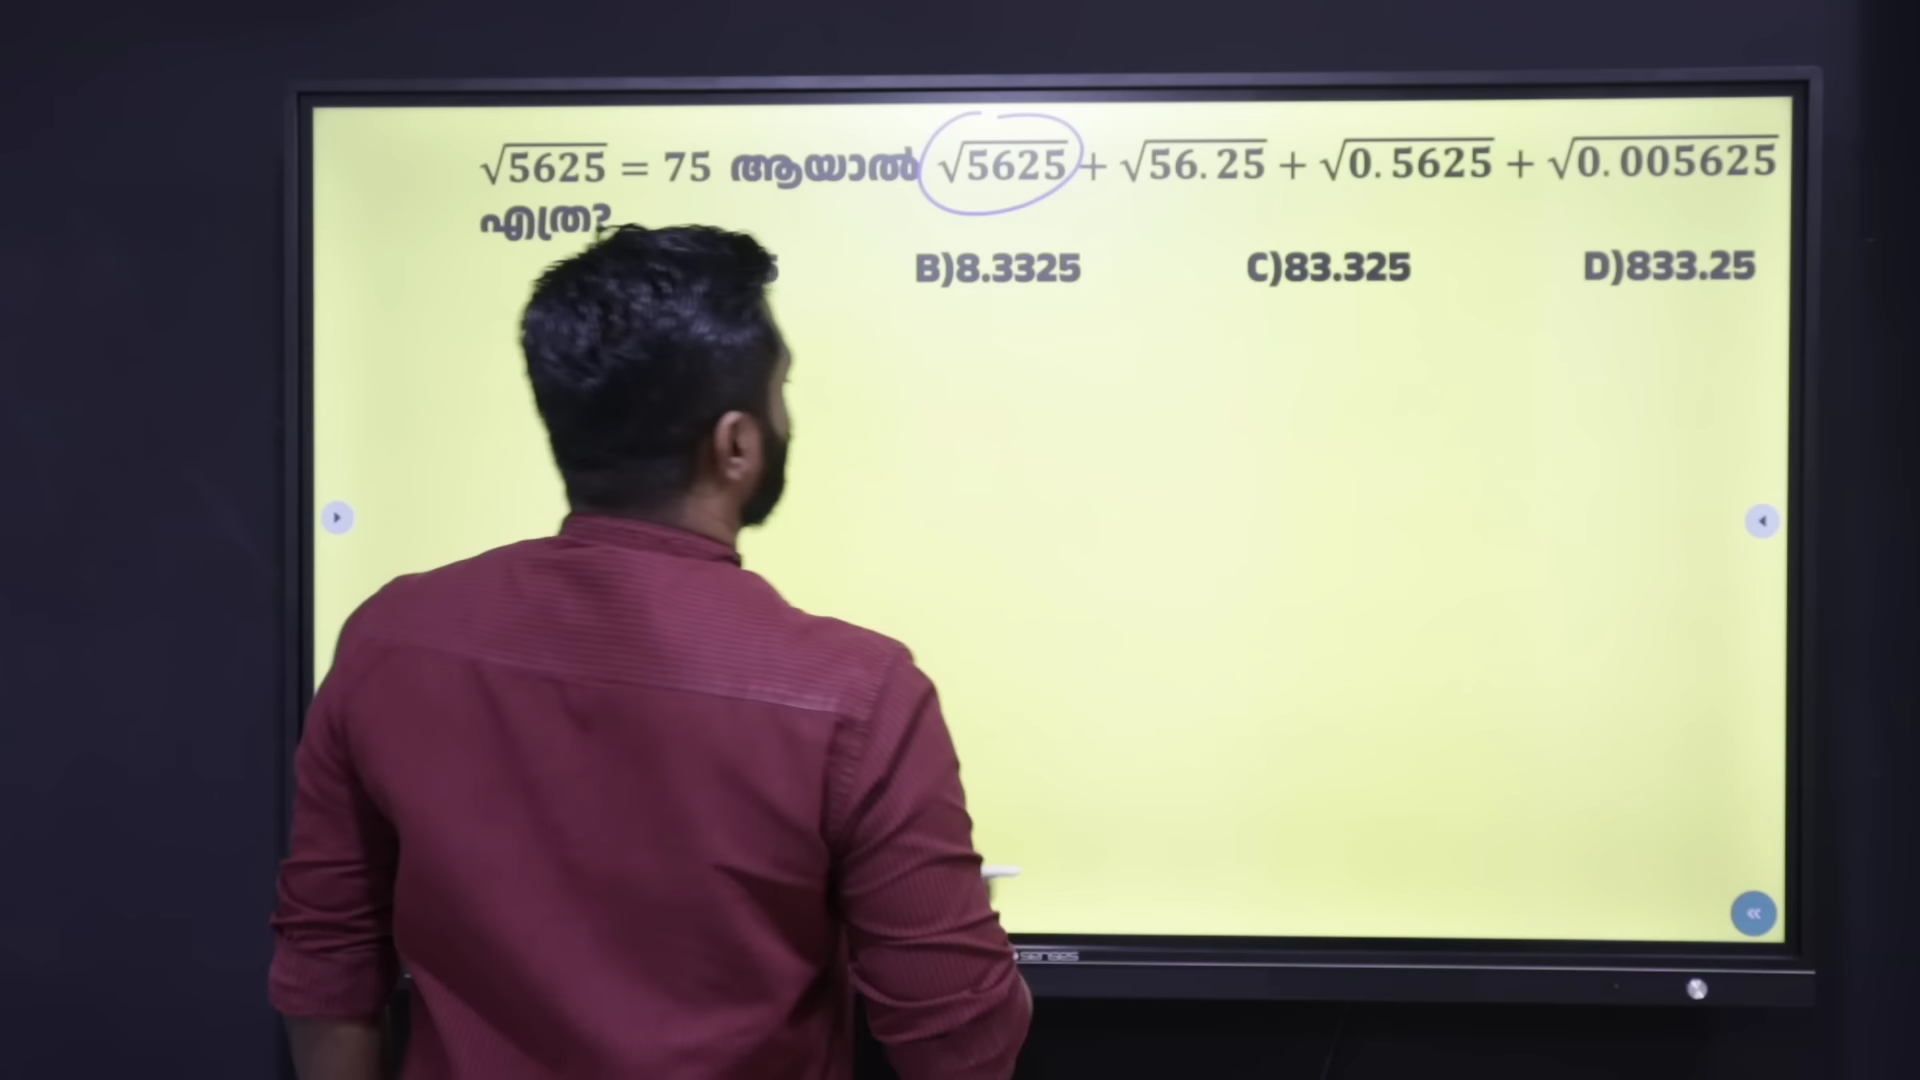 √5625 = 75 ആയാൽ √5625 + √56.25 + √0.5625 + √0.005625
എത്ര?
B)8.3325 C)83.325 D)833.25